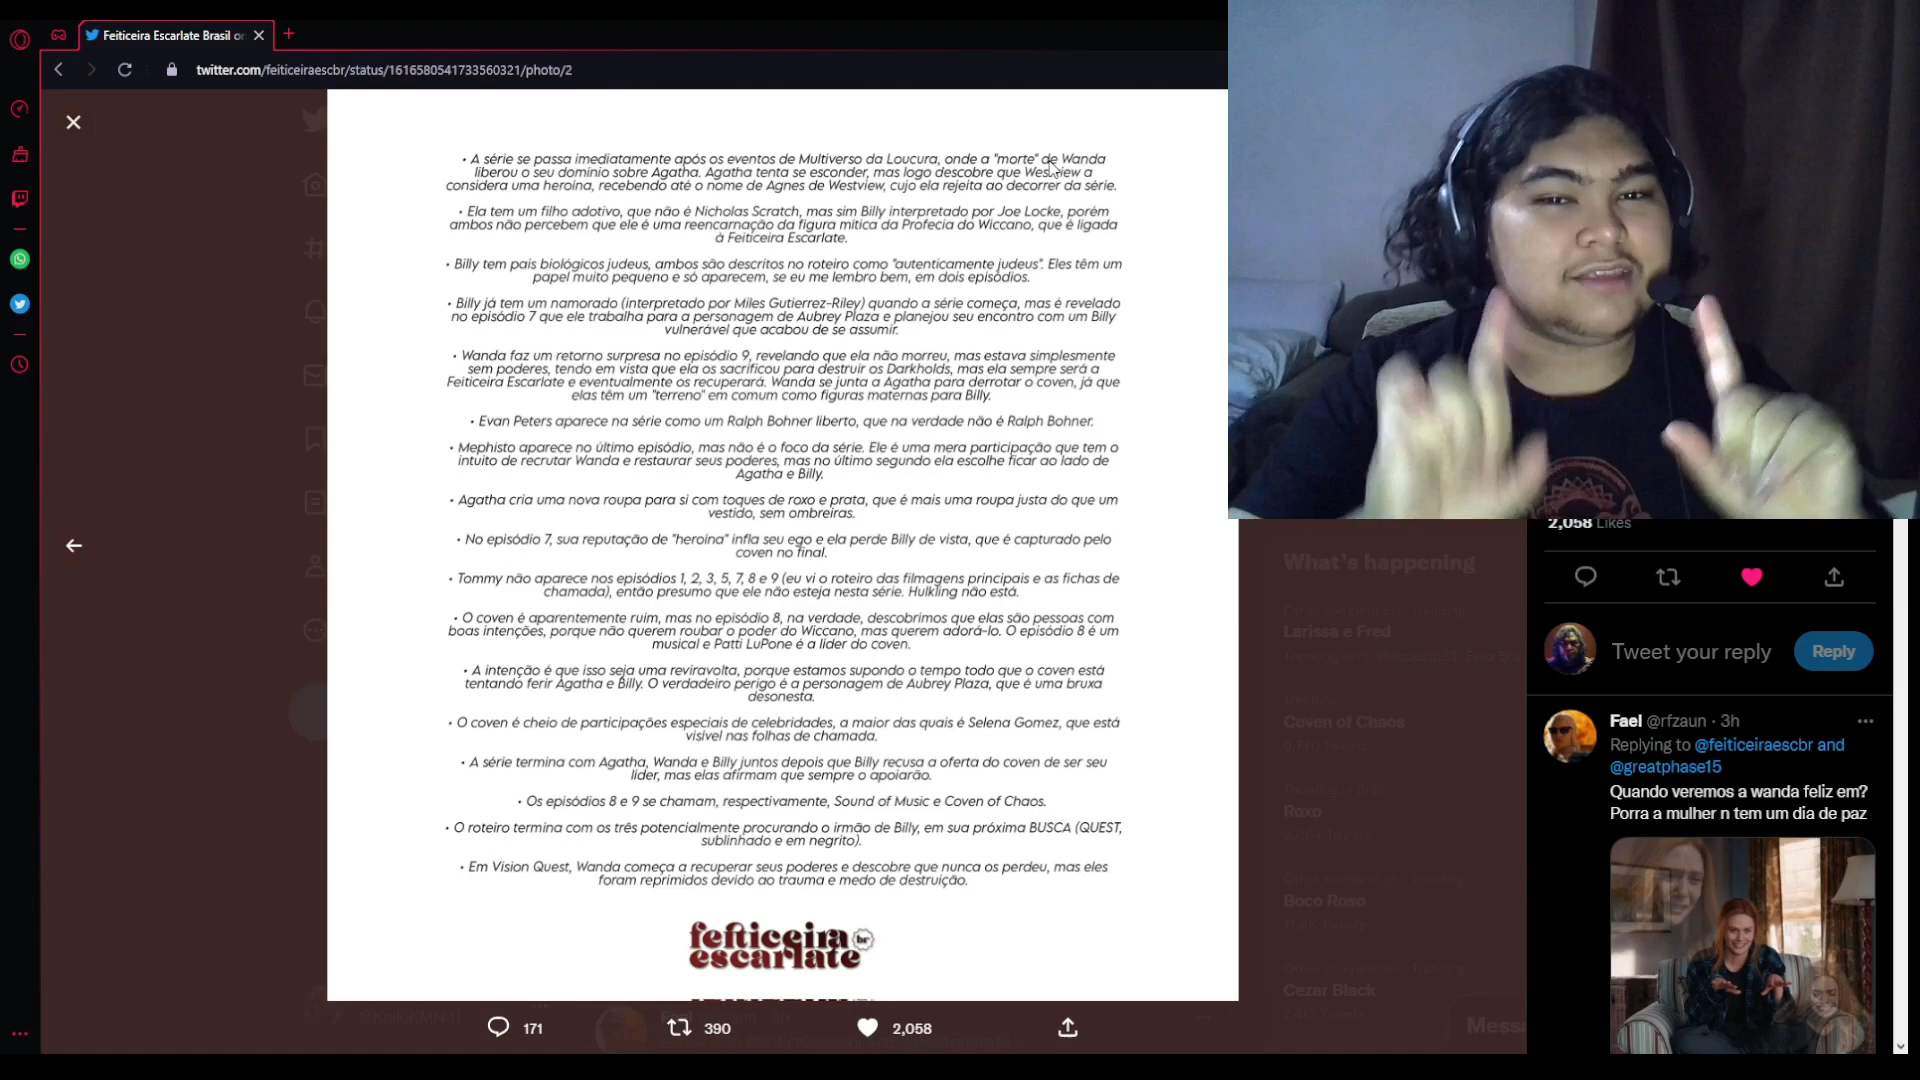 Feiticeira Escarlate Brasil or
twitter.com/feiticeiraescbr/status/1616580541733560321/photo/2
• A série se passa imediatamente após os eventos de Multiverso da Loucura, onde a "morte" de Wanda
liberou o seu domínio sobre Agatha. Agatha tenta se esconder, mas logo descobre que Westview a
considera uma heroína, recebendo até o nome de Agnes de Westview, cujo ela rejeita ao decorrer da série.
• Ela tem um filho adotivo, que não é Nicholas Scratch, mas sim Billy interpretado por Joe Locke, porém
ambos não percebem que ele é uma reencarnação da figura mítica da Profecia do Wiccano, que é ligada
à Feiticeira Escarlate.
• Billy tem pais biológicos judeus, ambos são descritos no roteiro como "autenticamente judeus". Eles têm um
papel muito pequeno e só aparecem, se eu me lembro bem, em dois episódios.
• Billy já tem um namorado (interpretado por Miles Gutierrez-Riley) quando a série começa, mas é revelado
no episódio 7 que ele trabalha para a personagem de Aubrey Plaza e planejou seu encontro com um Billy
vulnerável que acabou de se assumir.
• Wanda faz um retorno surpresa no episódio 9, revelando que ela não morreu, mas estava simplesmente
sem poderes, tendo em vista que ela os sacrificou para destruir os Darkholds, mas ela sempre será a
Feiticeira Escarlate e eventualmente os recuperará. Wanda se junta a Agatha para derrotar o coven, já que
elas têm um "terreno" em comum como figuras maternas para Billy.
• Evan Peters aparece na série como um Ralph Bohner liberto, que na verdade não é Ralph Bohner.
• Mephisto aparece no último episódio, mas não é o foco da série. Ele é uma mera participação que tem o
intuito de recrutar Wanda e restaurar seus poderes, mas no último segundo ela escolhe ficar ao lado de
Agatha e Billy.
• Agatha cria uma nova roupa para si com toques de roxo e prata, que é mais uma roupa justa do que um
vestido, sem ombreiras.
• No episódio 7, sua reputação de "heroína" infla seu ego e ela perde Billy de vista, que é capturado pelo
coven no final.
• Tommy não aparece nos episódios 1, 2, 3, 5, 7, 8 e 9 (eu vi o roteiro das filmagens principais e as fichas de
chamada), então presumo que ele não esteja nesta série. Hulkling não está.
• O coven é aparentemente ruim, mas no episódio 8, na verdade, descobrimos que elas são pessoas com
boas intenções, porque não querem roubar o poder do Wiccano, mas querem adorá-lo. O episódio 8 é um
musical e Patti LuPone é a líder do coven.
• A intenção é que isso seja uma reviravolta, porque estamos supondo o tempo todo que o coven está
tentando ferir Agatha e Billy. O verdadeiro perigo é a personagem de Aubrey Plaza, que é uma bruxa
desonesta.
• O coven é cheio de participações especiais de celebridades, a maior das quais é Selena Gomez, que está
visível nas folhas de chamada.
• A série termina com Agatha, Wanda e Billy juntos depois que Billy recusa a oferta do coven de ser seu
líder, mas elas afirmam que sempre o apoiarão.
• Os episódios 8 e 9 se chamam, respectivamente, Sound of Music e Coven of Chaos.
• O roteiro termina com os três potencialmente procurando o irmão de Billy, em sua próxima BUSCA (QUEST,
sublinhado e em negrito).
• Em Vision Quest, Wanda começa a recuperar seus poderes e descobre que nunca os perdeu, mas eles
foram reprimidos devido ao trauma e medo de destruição.
feiticeira br
escarlate
171
390
2,058
What's happening
Larissa e Fred
Coven of Chaos
Roxo
Boco Roso
Cezar Black
2,058 Likes
Tweet your reply
Reply
Fael @rfzaun · 3h
Replying to @feiticeiraescbr and
@greatphase15
Quando veremos a wanda feliz em?
Porra a mulher n tem um dia de paz